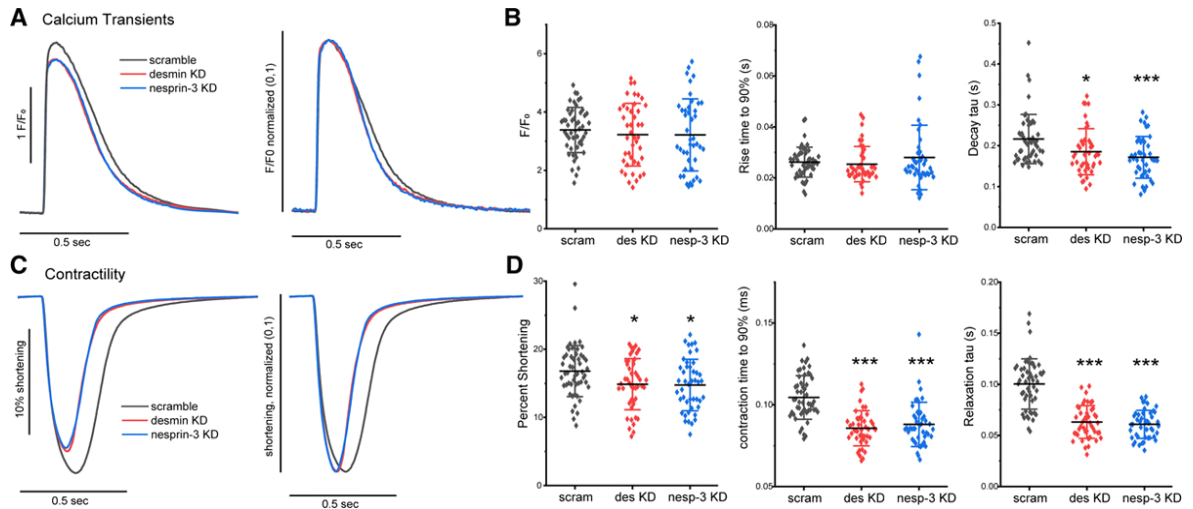 A Calcium Transients
scramble
desmin KD
nesprin-3 KD
1 F/F₀
0.5 sec
F/F0 normalized (0,1)
0.5 sec
B
F/F₀
6
4
2
0
scram des KD nesp-3 KD
Rise time to 90% (s)
0.08
0.06
0.04
0.02
0.00
scram des KD nesp-3 KD
Decay tau (s)
0.5
0.4
0.3
0.2
0.1
0.0
* ***
scram des KD nesp-3 KD
C Contractility
10% shortening
scramble
desmin KD
nesprin-3 KD
0.5 sec
shortening, normalized (0,1)
0.5 sec
D
Percent Shortening
30
20
10
0
* *
scram des KD nesp-3 KD
contraction time to 90% (ms)
0.15
0.10
0.05
*** ***
scram des KD nesp-3 KD
Relaxation tau (s)
0.20
0.15
0.10
0.05
0.00
*** ***
scram des KD nesp-3 KD